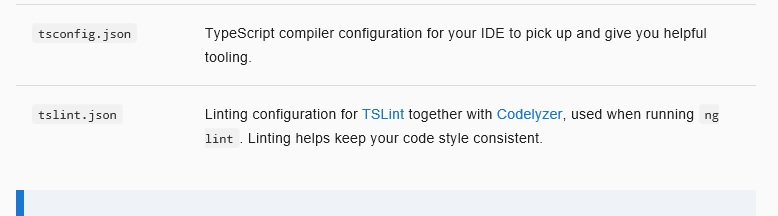 tsconfig.json TypeScript compiler configuration for your IDE to pick up and give you helpful
tooling.
tslint.json Linting configuration for TSLint together with Codelyzer, used when running ng
lint . Linting helps keep your code style consistent.